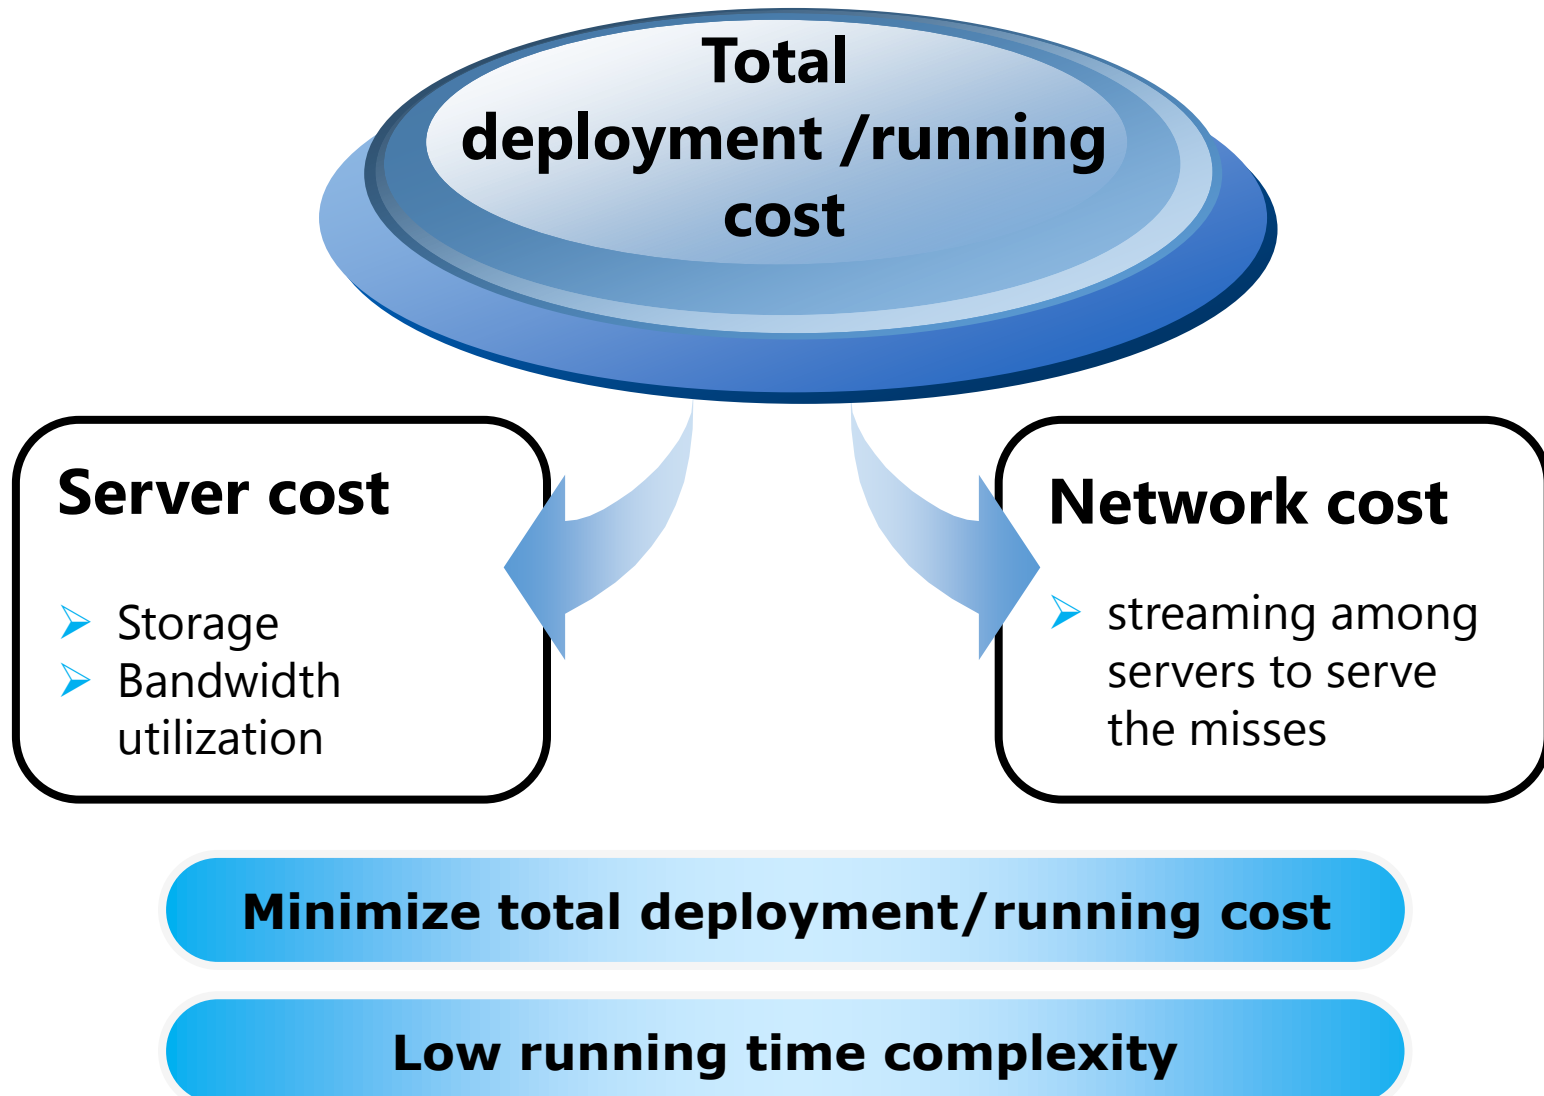 Total
deployment /running
cost
Server cost
Storage
Bandwidth
utilization
Network cost
streaming among
servers to serve
the misses
Minimize total deployment/running cost
Low running time complexity